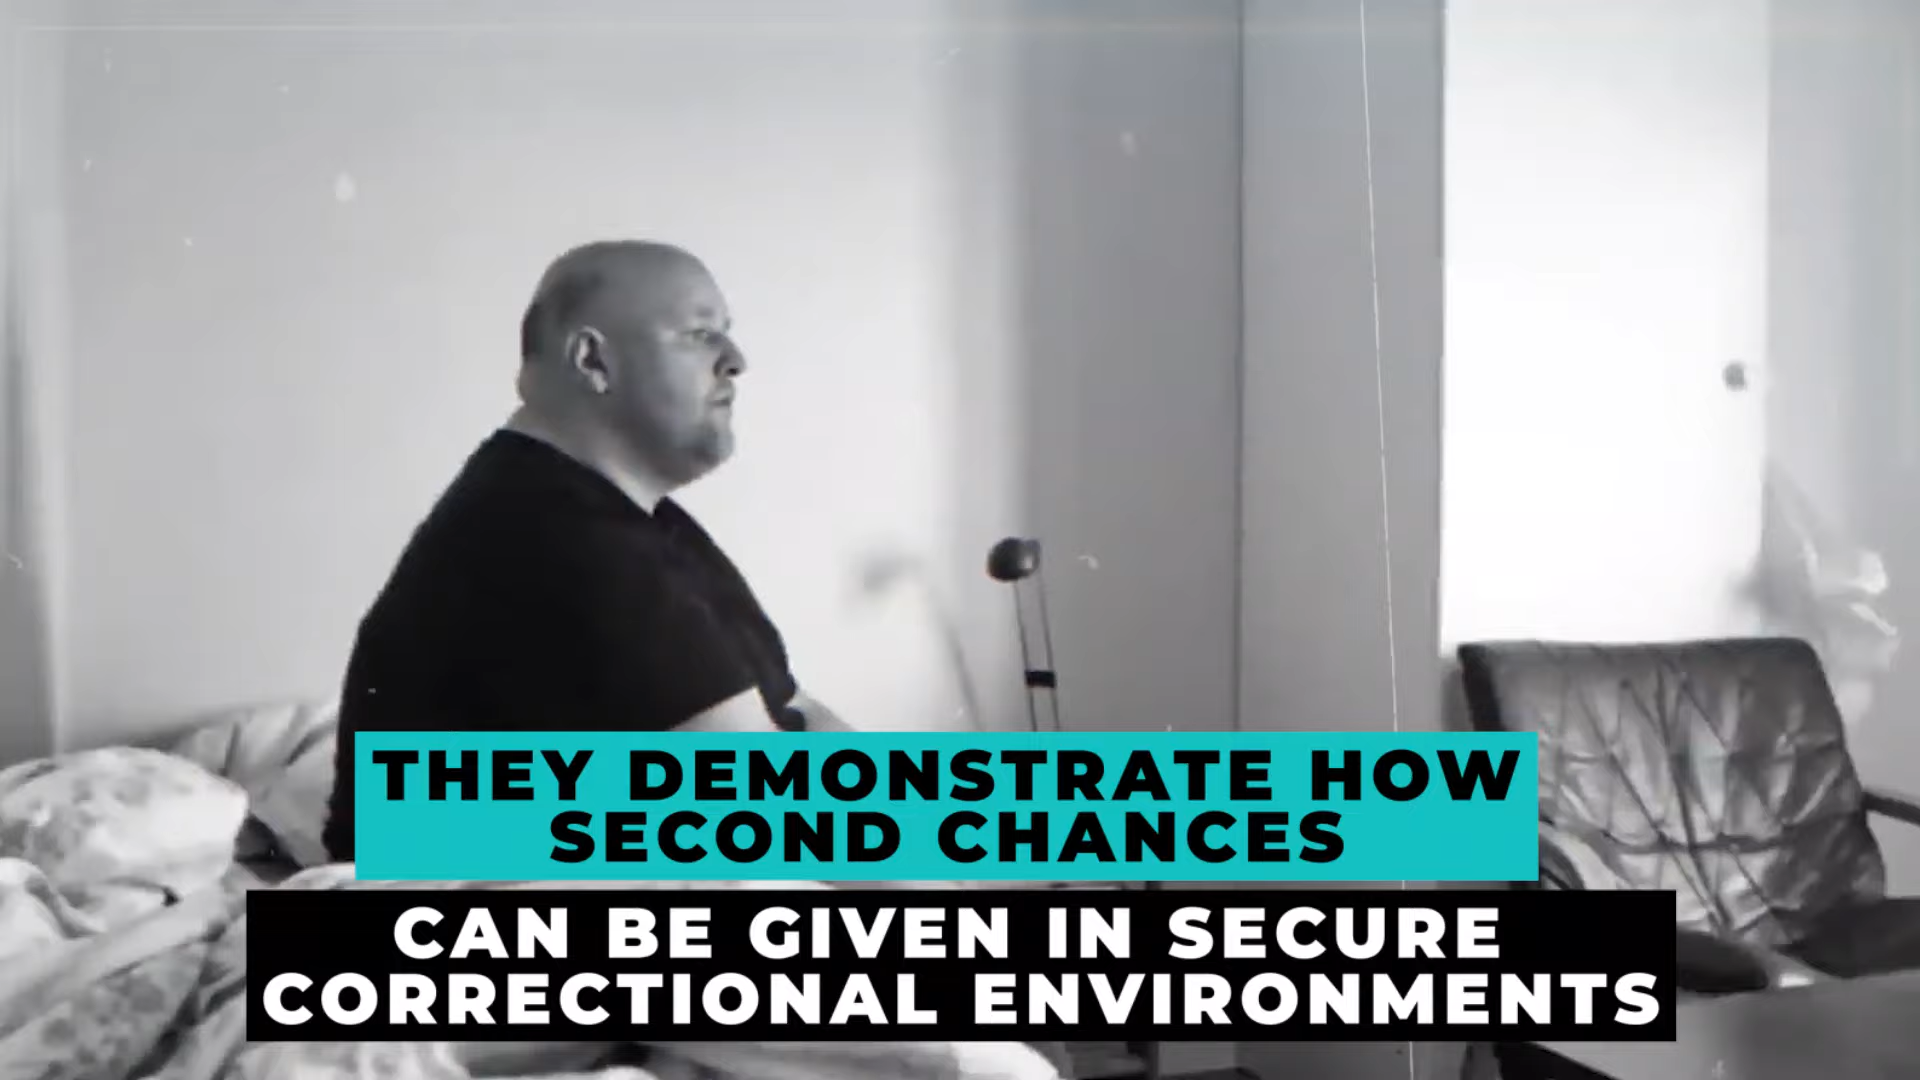 THEY DEMONSTRATE HOW
SECOND CHANCES
CAN BE GIVEN IN SECURE
CORRECTIONAL ENVIRONMENTS